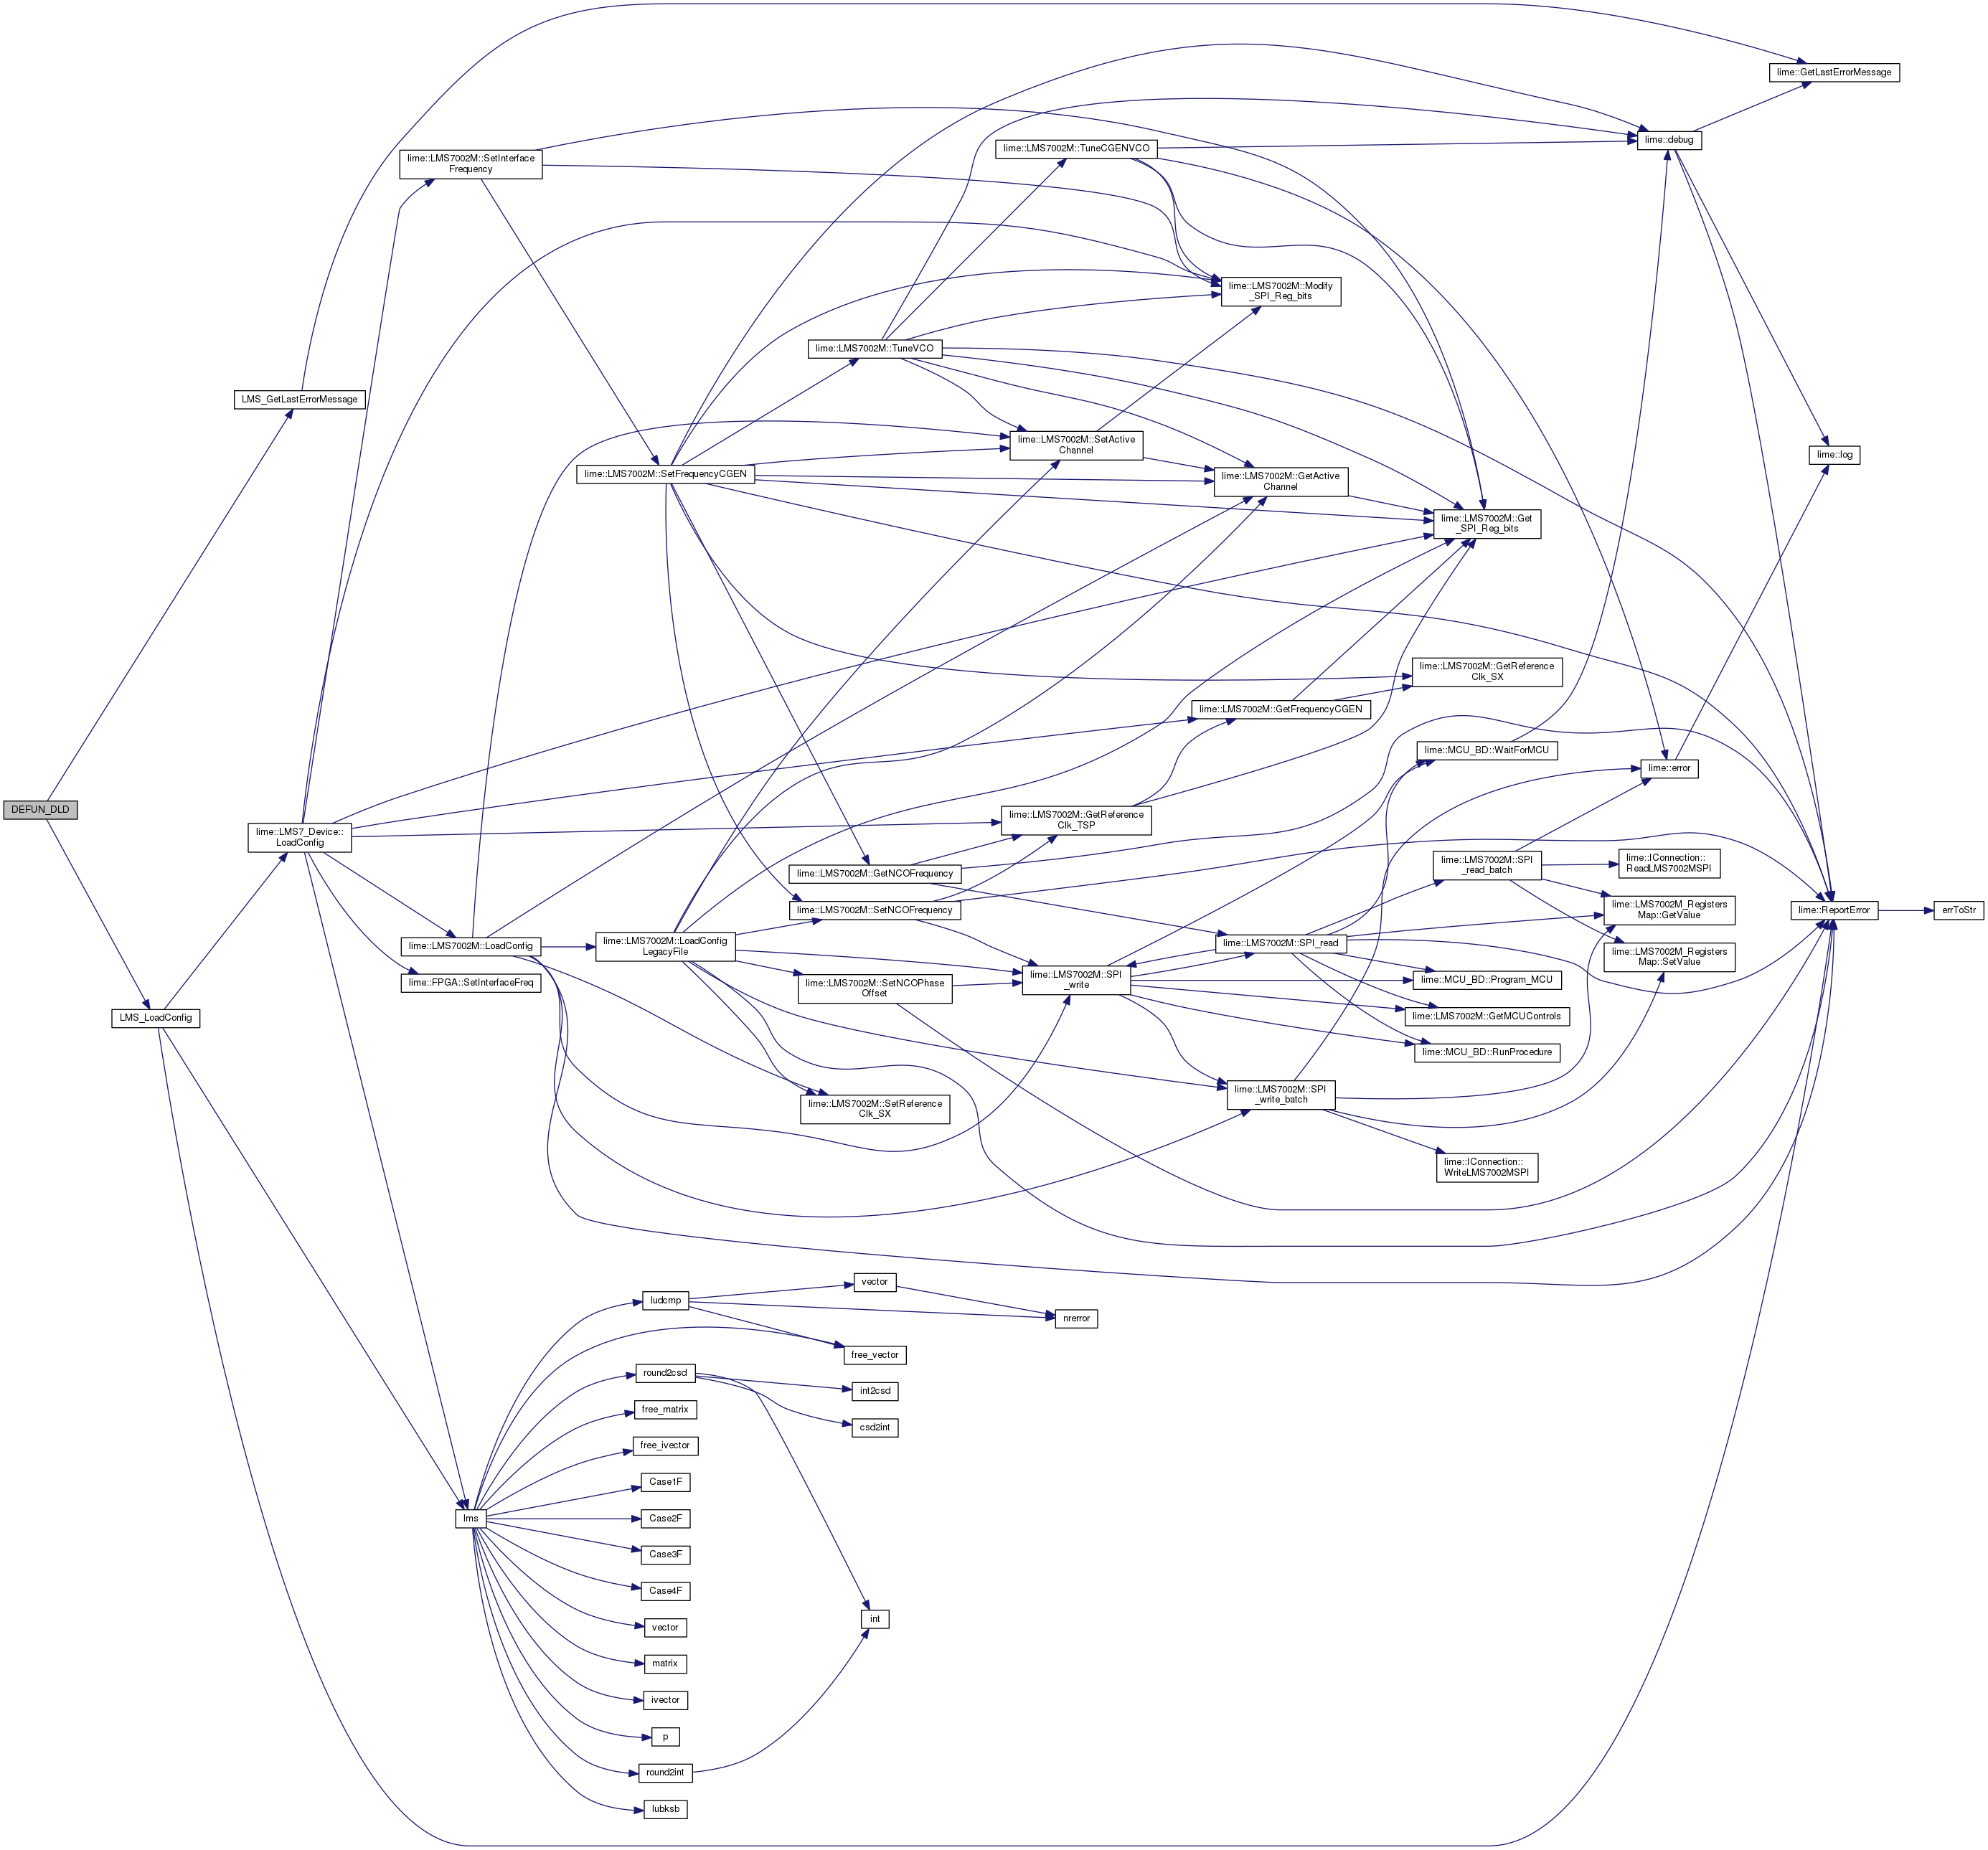 DEFUN_DLD
LMS_GetLastErrorMessage
LMS_LoadConfig
lime::LMS7_Device::
LoadConfig
lime::LMS7002M::SetInterface
Frequency
lime::LMS7002M::LoadConfig
lime::FPGA::SetInterfaceFreq
lms
lime::LMS7002M::SetFrequencyCGEN
lime::LMS7002M::LoadConfig
LegacyFile
ludcmp
round2csd
free_matrix
free_ivector
Case1F
Case2F
Case3F
Case4F
vector
matrix
ivector
p
round2int
lubksb
lime::LMS7002M::TuneVCO
lime::LMS7002M::GetNCOFrequency
lime::LMS7002M::SetNCOFrequency
lime::LMS7002M::SetNCOPhase
Offset
lime::LMS7002M::SetReference
Clk_SX
vector
free_vector
int2csd
csd2int
int
lime::LMS7002M::TuneCGENVCO
lime::LMS7002M::SetActive
Channel
lime::LMS7002M::GetReference
Clk_TSP
lime::LMS7002M::SPI
_write
nrerror
lime::LMS7002M::Modify
_SPI_Reg_bits
lime::LMS7002M::GetActive
Channel
lime::LMS7002M::GetFrequencyCGEN
lime::LMS7002M::SPI_read
lime::LMS7002M::SPI
_write_batch
lime::LMS7002M::Get
_SPI_Reg_bits
lime::LMS7002M::GetReference
Clk_SX
lime::MCU_BD::WaitForMCU
lime::LMS7002M::SPI
_read_batch
lime::MCU_BD::Program_MCU
lime::LMS7002M::GetMCUControls
lime::MCU_BD::RunProcedure
lime::IConnection::
WriteLMS7002MSPI
lime::debug
lime::error
lime::IConnection::
ReadLMS7002MSPI
lime::LMS7002M_Registers
Map::GetValue
lime::LMS7002M_Registers
Map::SetValue
lime::GetLastErrorMessage
lime::log
lime::ReportError
errToStr